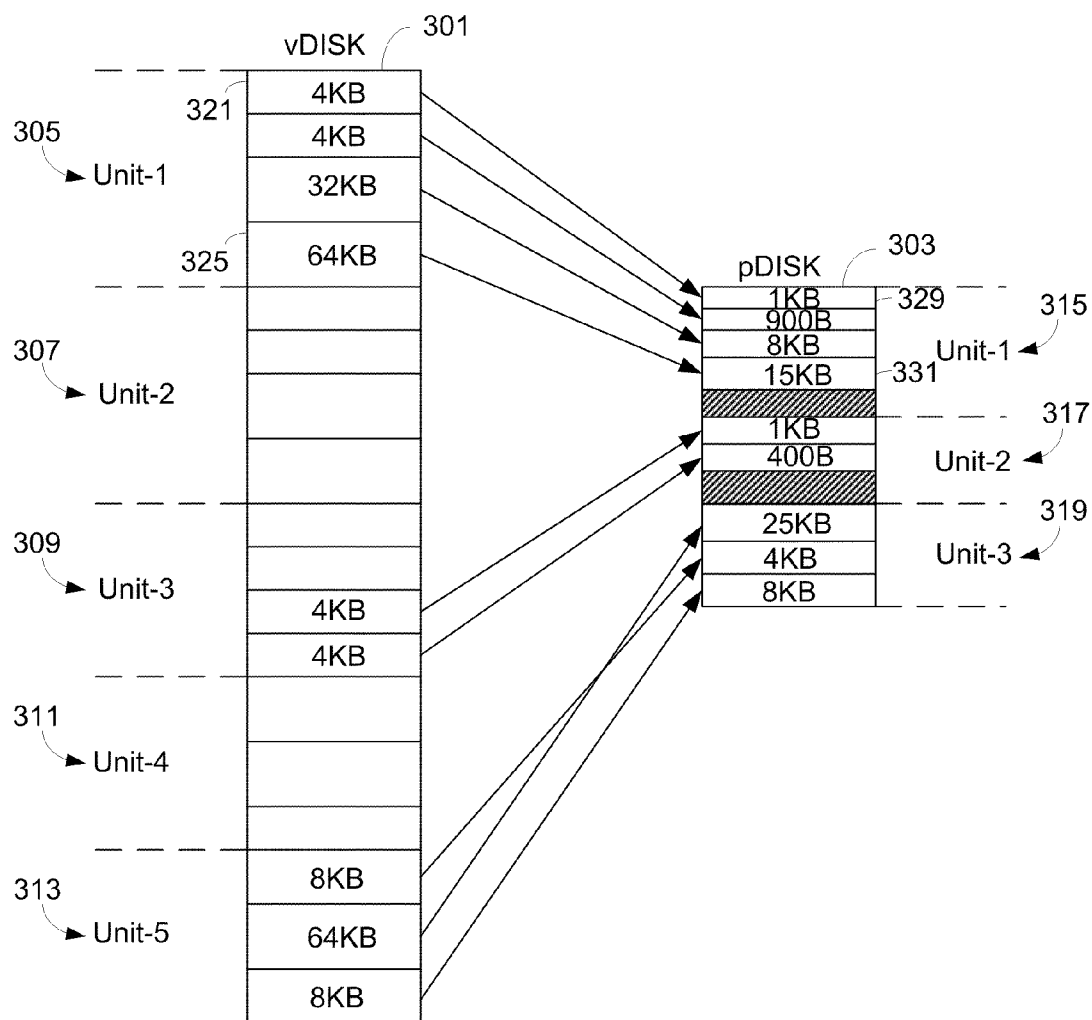 301
vDISK
321
4KB
305
4KB
Unit-1
32KB
325
64KB
303
pDISK
1KB
329
900B
315
8KB
Unit-1
307
15KB
331
Unit-2
317
1KB
400B
Unit-2
25KB
319
309
4KB
Unit-3
Unit-3
4KB
8KB
4KB
311
Unit-4
8KB
313
Unit-5
64KB
8KB